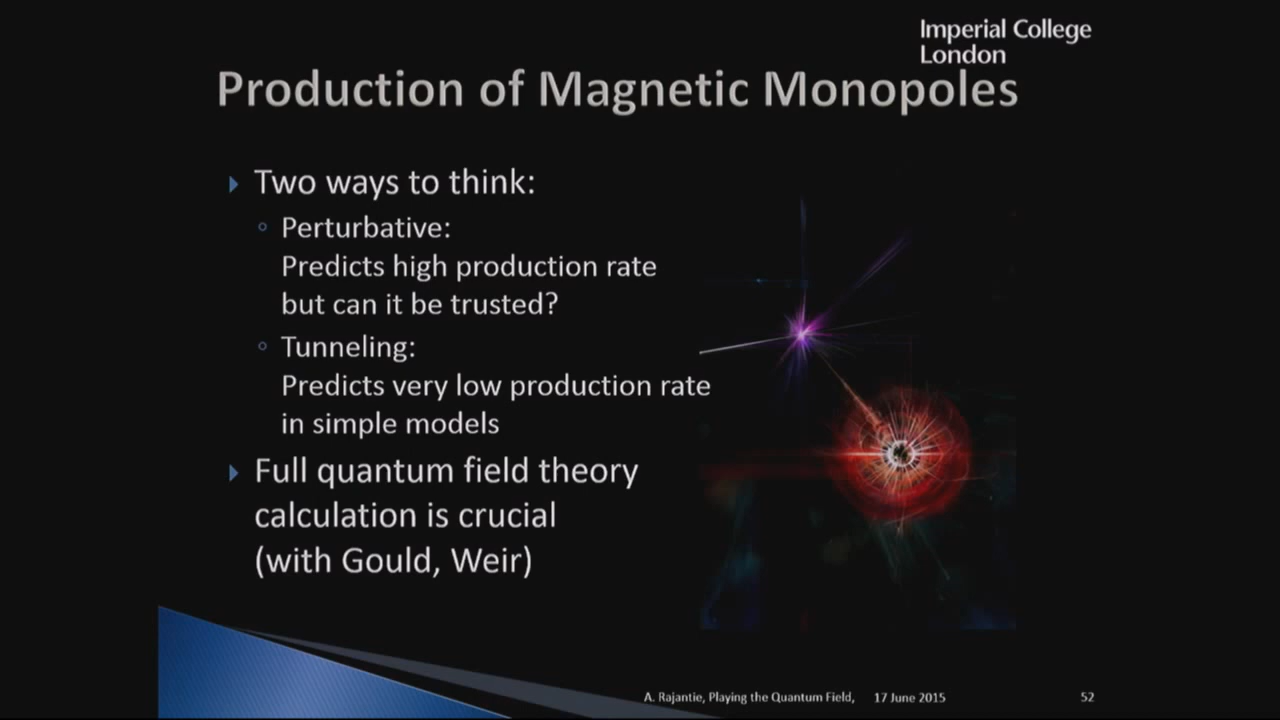 Imperial College
London
Production of Magnetic Monopoles
Two ways to think:
Perturbative:
Predicts high production rate
but can it be trusted?
Tunneling:
Predicts very low production rate
in simple models
Full quantum field theory
calculation is crucial
(with Gould, Weir)
A. Rajantie, Playing the Quantum Field, 17 June 2015 52